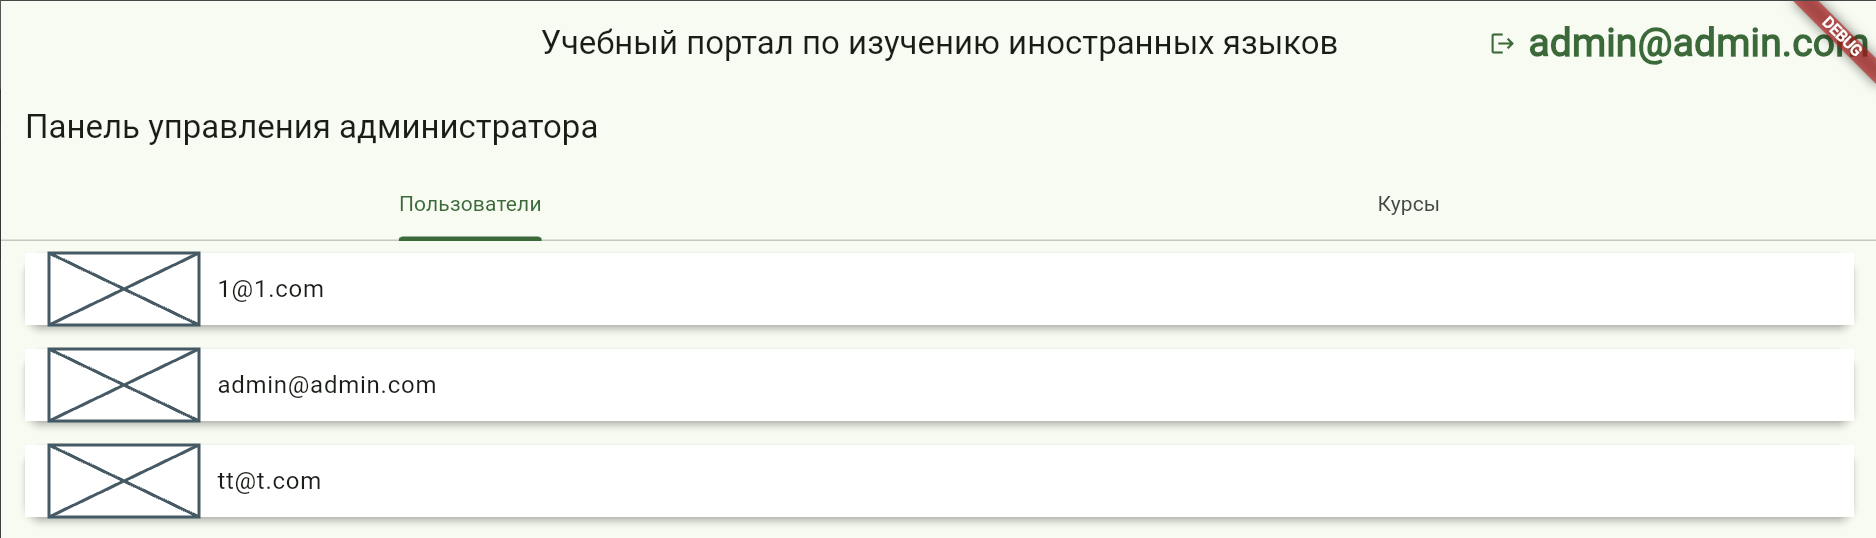 Учебный портал по изучению иностранных языков
admin@admin.com
DEBUG
Панель управления администратора
Пользователи
Курсы
1@1.com
admin@admin.com
tt@t.com